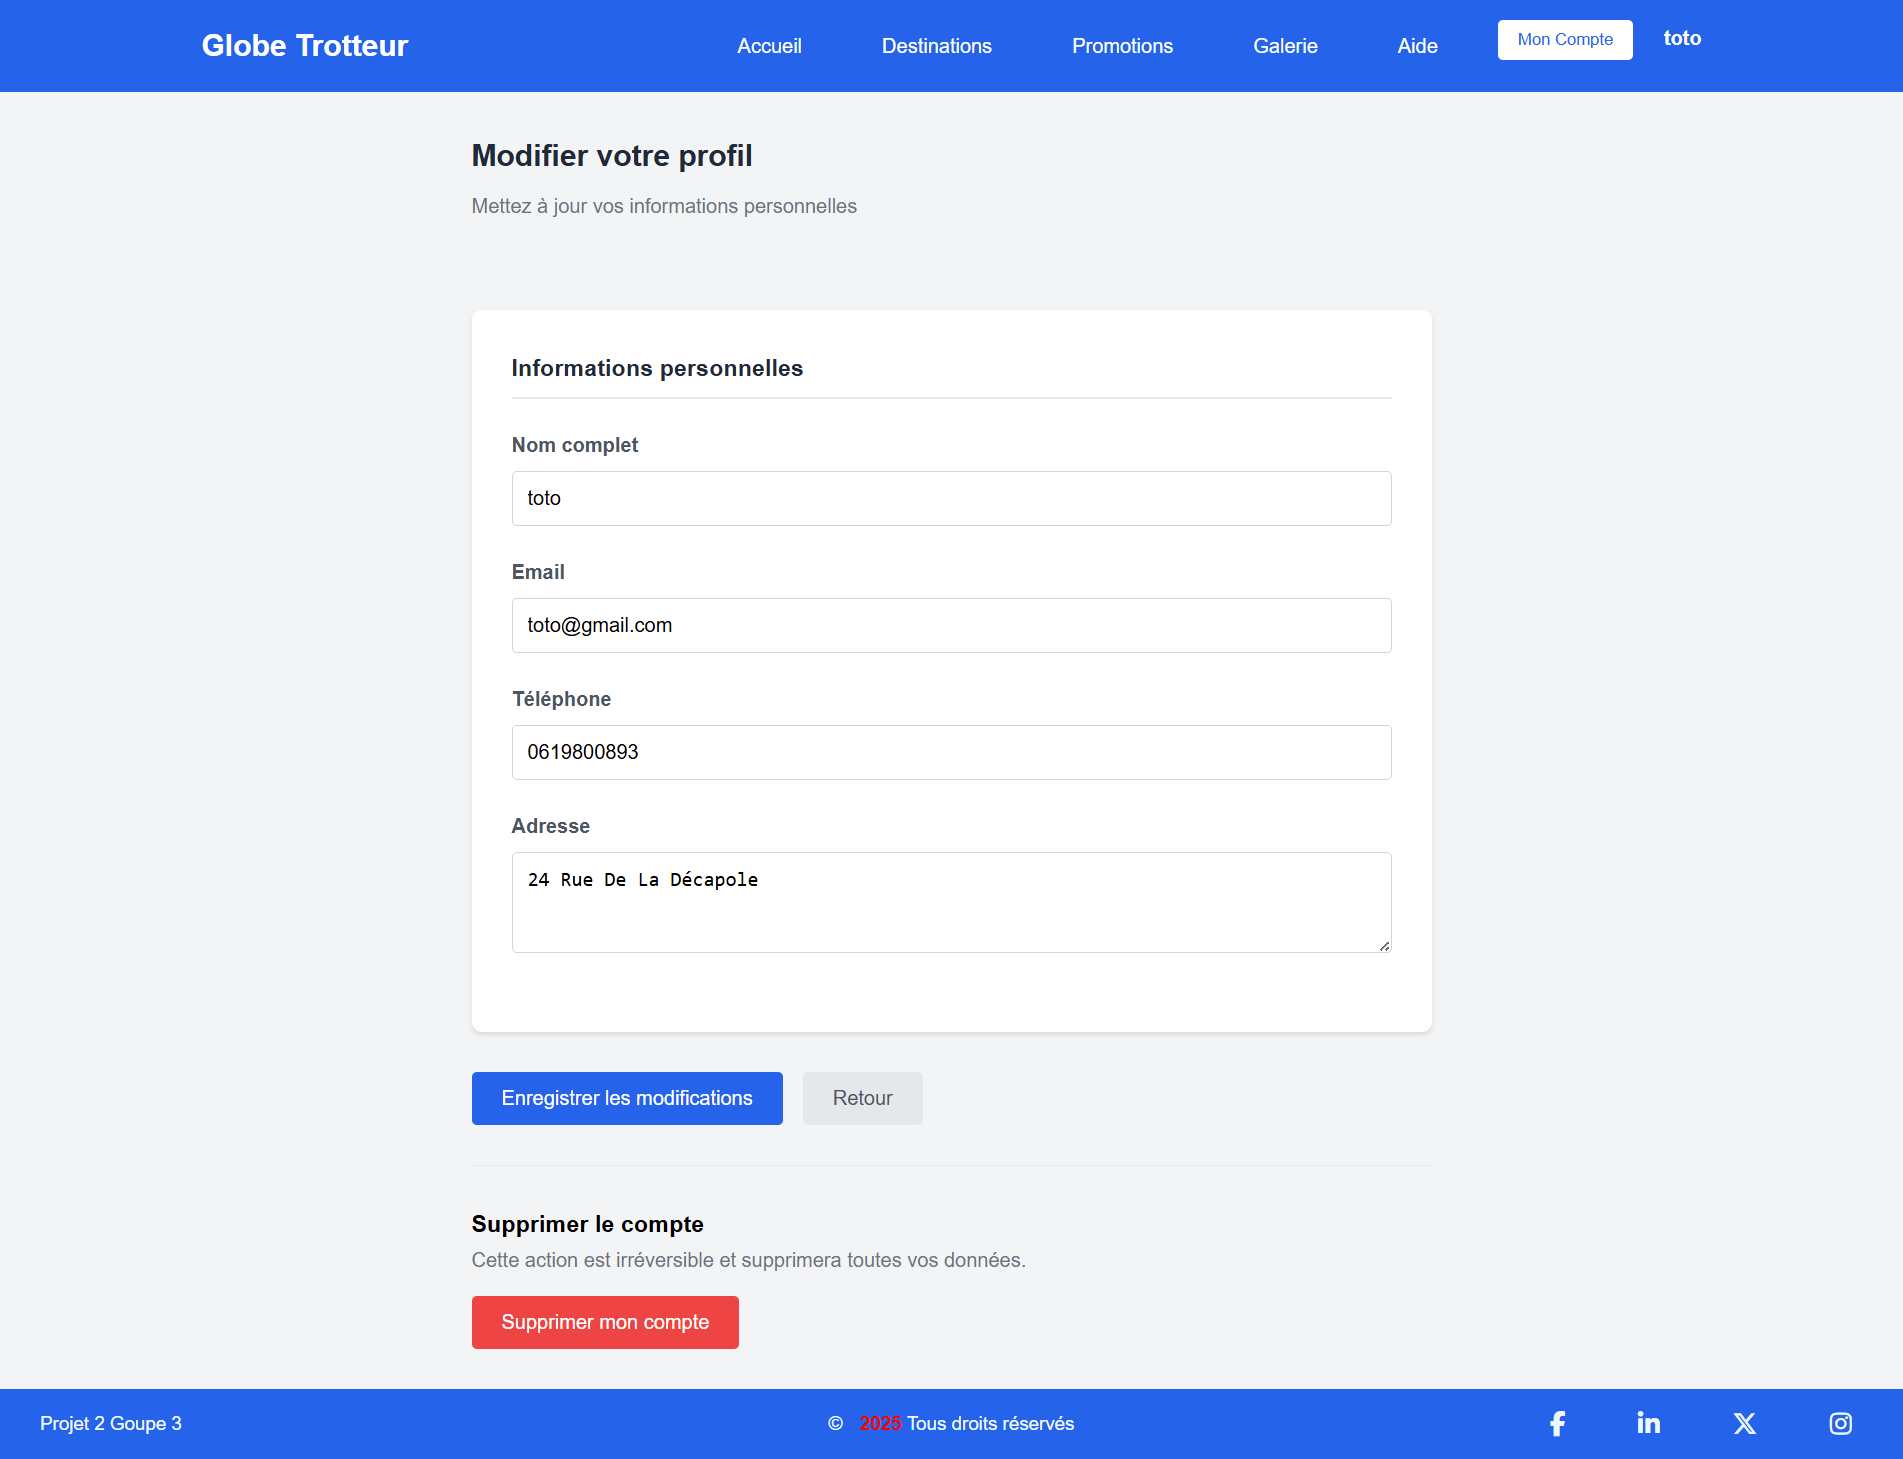 Globe Trotteur
Accueil Destinations Promotions Galerie Aide Mon Compte toto
Modifier votre profil
Mettez à jour vos informations personnelles
Informations personnelles
Nom complet
toto
Email
toto@gmail.com
Téléphone
0619800893
Adresse
24 Rue De La Décapole
Enregistrer les modifications Retour
Supprimer le compte
Cette action est irréversible et supprimera toutes vos données.
Supprimer mon compte
Projet 2 Goupe 3 © 2025 Tous droits réservés